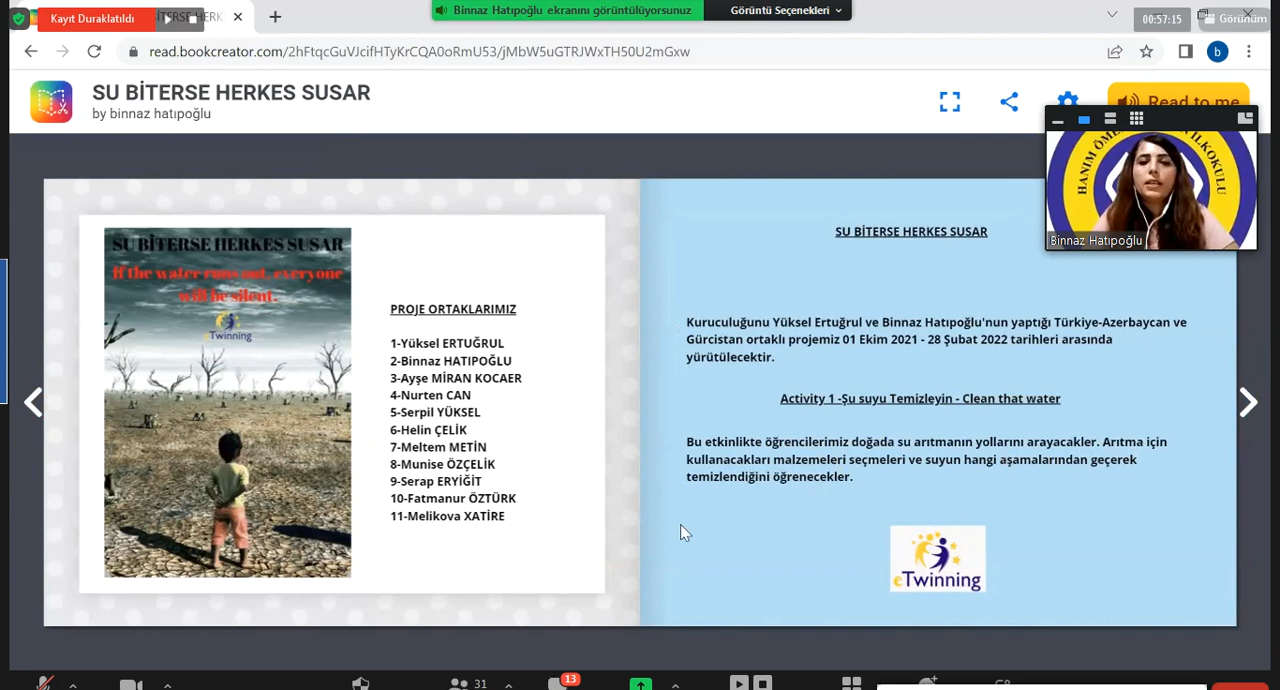 Kayıt Duraklatıldı
TERSE HERKES
Binnaz Hatıpoğlu ekranını görüntülüyorsunuz
Görüntü Seçenekleri
00:57:15
Görünüm
read.bookcreator.com/2hFtqcGuVJcifHTyKrCQA0oRmU53/jMbW5uGTRJWxTH50U2mGxw
b
SU BİTERSE HERKES SUSAR
by binnaz hatıpoğlu
Read to me
HANIM ÖME
İLKOKULU
Binnaz Hatıpoğlu
SU BİTERSE HERKES SUSAR
If the water runs out, everyone
will be silent.
eTwinning
PROJE ORTAKLARIMIZ
1-Yüksel ERTUĞRUL
2-Binnaz HATIPOĞLU
3-Ayşe MİRAN KOCAER
4-Nurten CAN
5-Serpil YÜKSEL
6-Helin ÇELİK
7-Meltem METİN
8-Munise ÖZÇELİK
9-Serap ERYİĞİT
10-Fatmanur ÖZTÜRK
11-Melikova XATİRE
SU BİTERSE HERKES SUSAR
Kuruculuğunu Yüksel Ertuğrul ve Binnaz Hatıpoğlu'nun yaptığı Türkiye-Azerbaycan ve
Gürcistan ortaklı projemiz 01 Ekim 2021 - 28 Şubat 2022 tarihleri arasında
yürütülecektir.
Activity 1 -Şu suyu Temizleyin - Clean that water
Bu etkinlikte öğrencilerimiz doğada su arıtmanın yollarını arayacakler. Arıtma için
kullanacakları malzemeleri seçmeleri ve suyun hangi aşamalarından geçerek
temizlendiğini öğrenecekler.
eTwinning
31
13